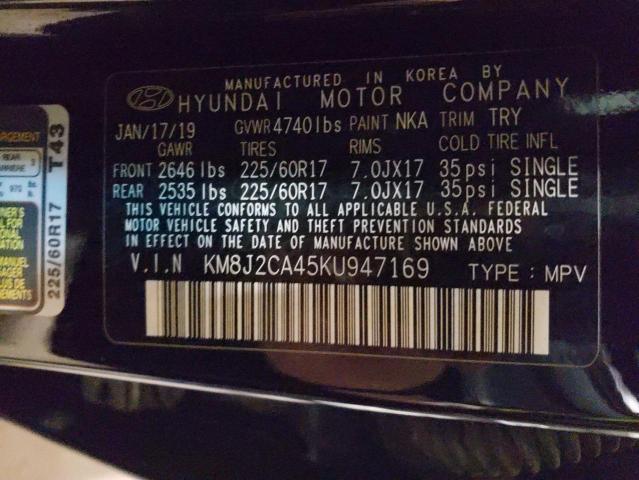 MANUFACTURED IN KOREA BY
HYUNDAI MOTOR COMPANY
JAN/17/19 GVWR 4740lbs PAINT NKA TRIM TRY
GAWR TIRES RIMS COLD TIRE INFL
FRONT 2646 lbs 225/60R17 7.0JX17 35psi SINGLE
REAR 2535 lbs 225/60R17 7.0JX17 35psi SINGLE
THIS VEHICLE CONFORMS TO ALL APPLICABLE U.S.A. FEDERAL
MOTOR VEHICLE SAFETY AND THEFT PREVENTION STANDARDS
IN EFFECT ON THE DATE OF MANUFACTURE SHOWN ABOVE
V.I.N KM8J2CA45KU947169 TYPE : MPV
225/60R17 T43
REAR